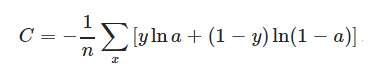 C = -\frac{1}{n} \sum_{x} [y \ln a + (1 - y) \ln(1 - a)]